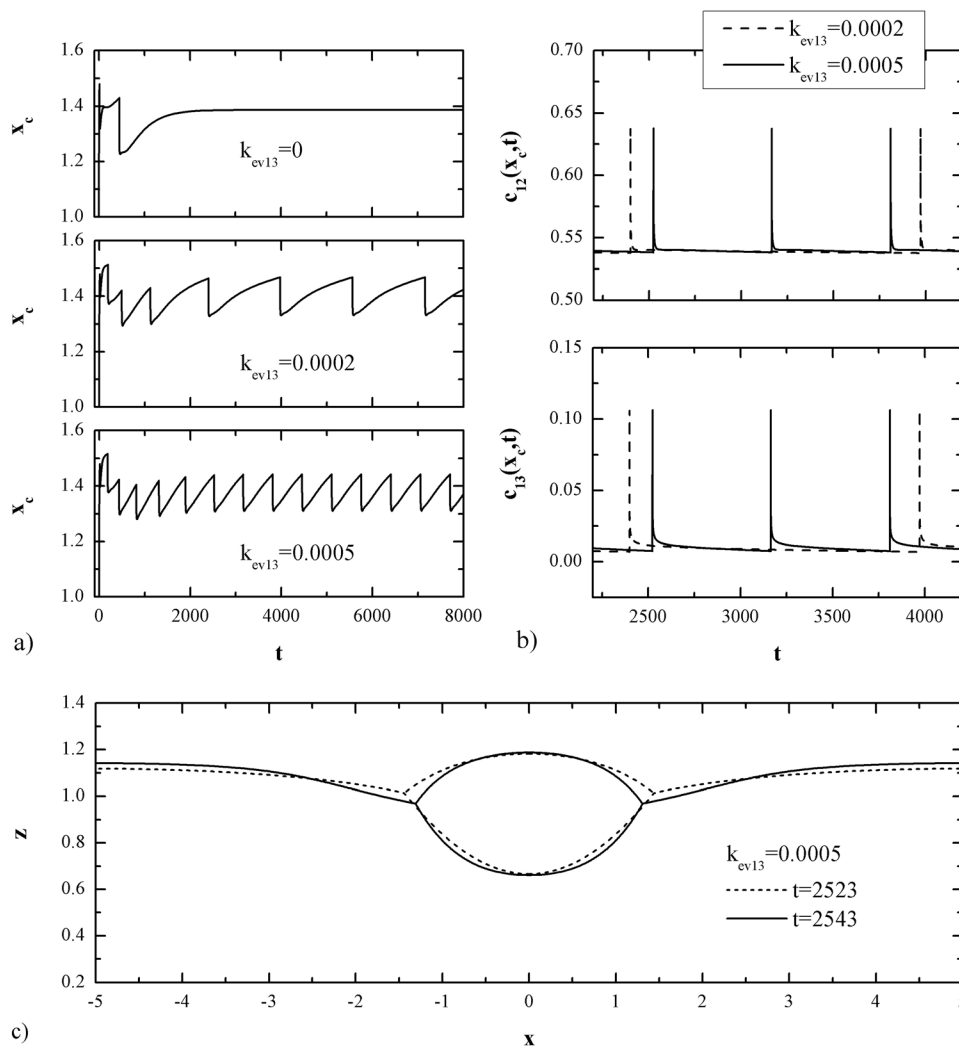 1.6
1.4
1.2
1.0
x_c
k_ev13=0
1.6
1.4
1.2
1.0
x_c
k_ev13=0.0002
1.6
1.4
1.2
1.0
x_c
k_ev13=0.0005
0 2000 4000 6000 8000
a)
t
k_ev13=0.0002
k_ev13=0.0005
0.70
0.65
0.60
0.55
0.50
c_12(x_c,t)
0.15
0.10
0.05
0.00
c_13(x_c,t)
2500 3000 3500 4000
b)
t
1.4
1.2
1.0
0.8
0.6
0.4
0.2
z
k_ev13=0.0005
t=2523
t=2543
-5 -4 -3 -2 -1 0 1 2 3 4 5
c)
x